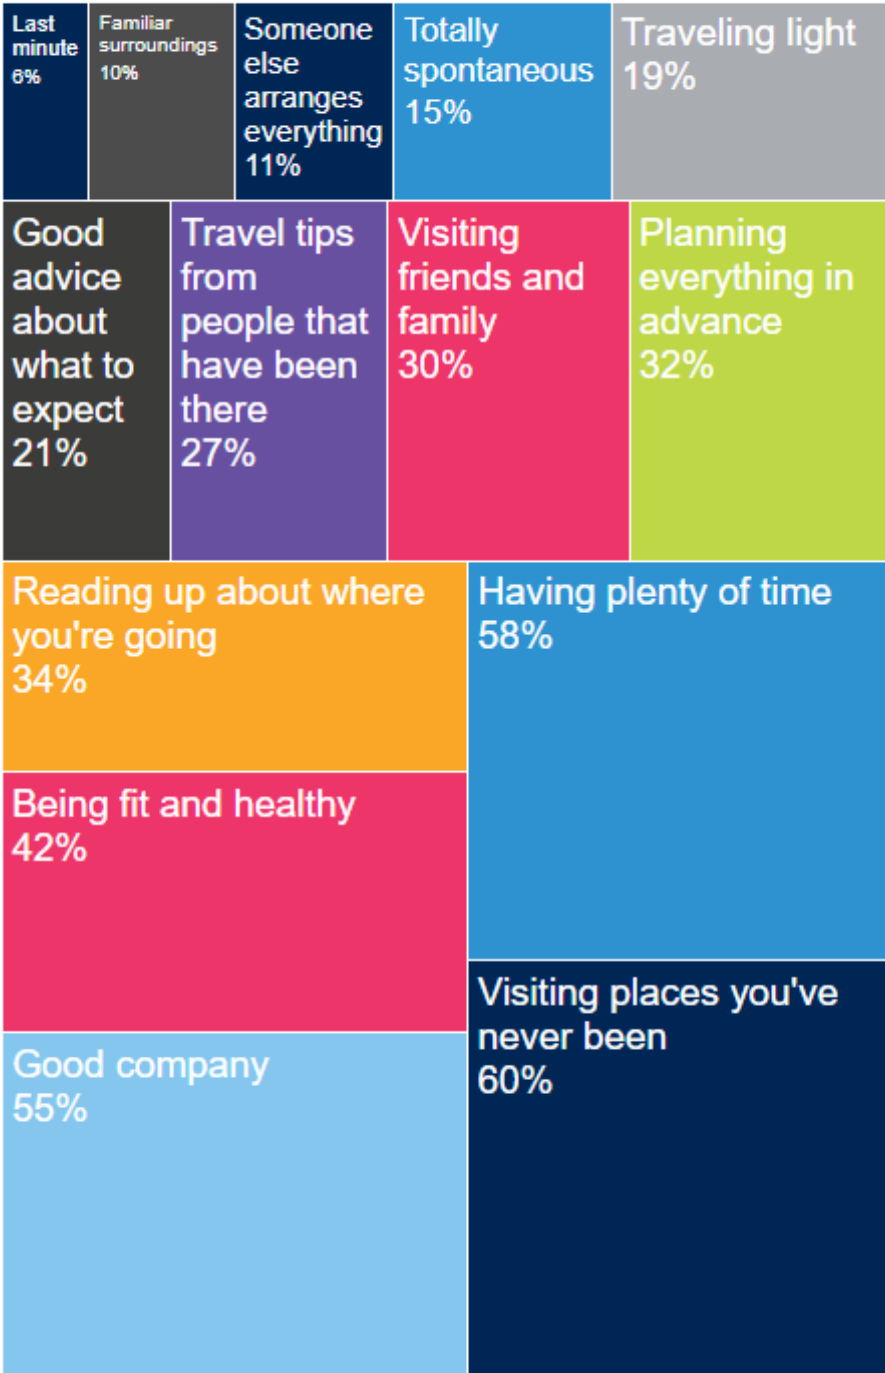 Last
minute
6%
Familiar
surroundings
10%
Someone
else
arranges
everything
11%
Totally
spontaneous
15%
Traveling light
19%
Good
advice
about
what to
expect
21%
Travel tips
from
people that
have been
there
27%
Visiting
friends and
family
30%
Planning
everything in
advance
32%
Reading up about where
you're going
34%
Having plenty of time
58%
Being fit and healthy
42%
Visiting places you've
never been
60%
Good company
55%